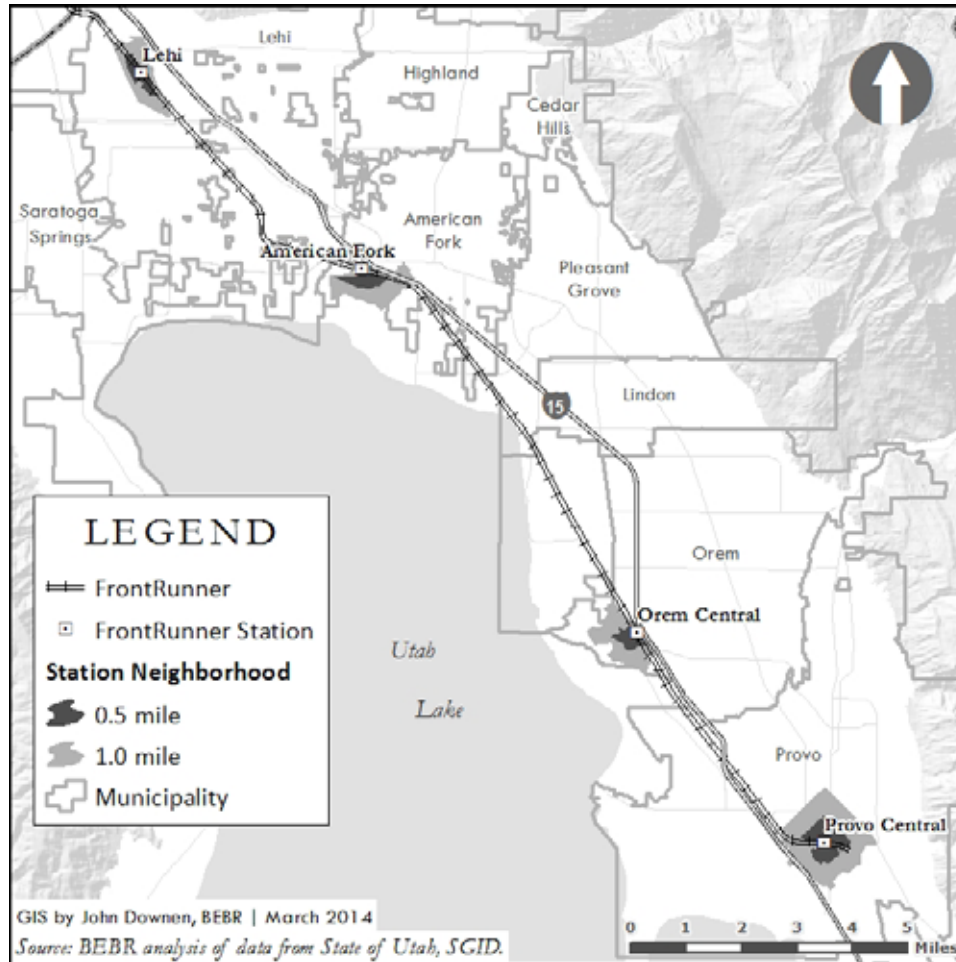 Lehi
Lehi
Highland
Cedar
Hills
Saratoga
Springs
American
Fork
American Fork
Pleasant
Grove
15
Lindon
LEGEND
FrontRunner
FrontRunner Station
Station Neighborhood
0.5 mile
1.0 mile
Municipality
Orem
Orem Central
Utah
Lake
Provo
Provo Central
GIS by John Downen, BEBR | March 2014
Source: BEBR analysis of data from State of Utah, SGID.
0 1 2 3 4 5
Miles